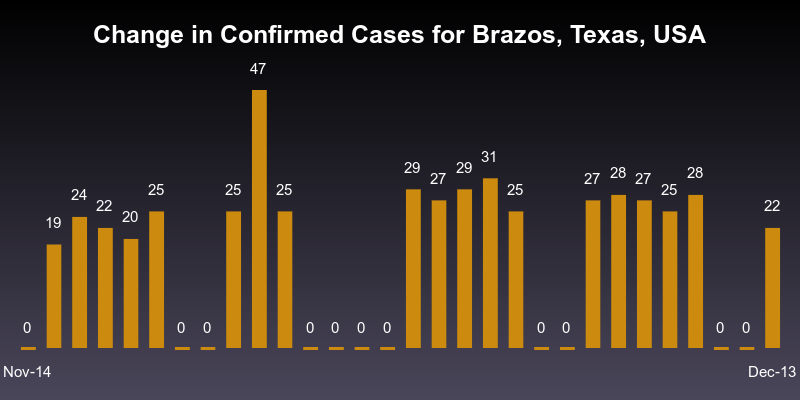 Change in Confirmed Cases for Brazos, Texas, USA
0 19 24 22 20 25 0 0 25 47 25 0 0 0 0 29 27 29 31 25 0 0 27 28 27 25 28 0 0 22
Nov-14 Dec-13